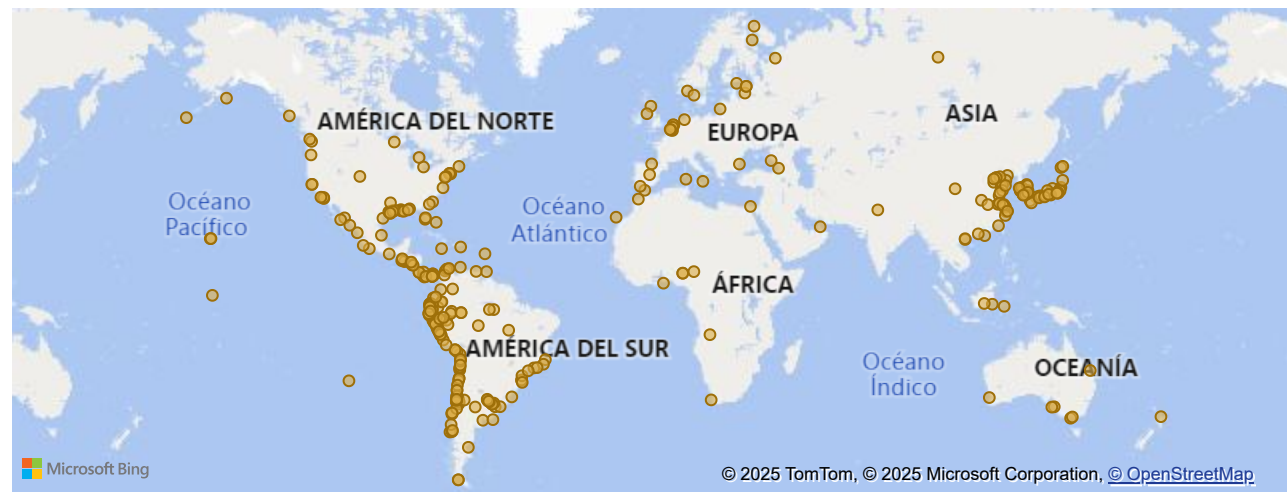 AMÉRICA DEL NORTE
ASIA
EUROPA
Océano
Pacífico
Océano
Atlántico
ÁFRICA
AMÉRICA DEL SUR
Océano
Índico
OCEANÍA
Microsoft Bing
© 2025 TomTom, © 2025 Microsoft Corporation, © OpenStreetMap